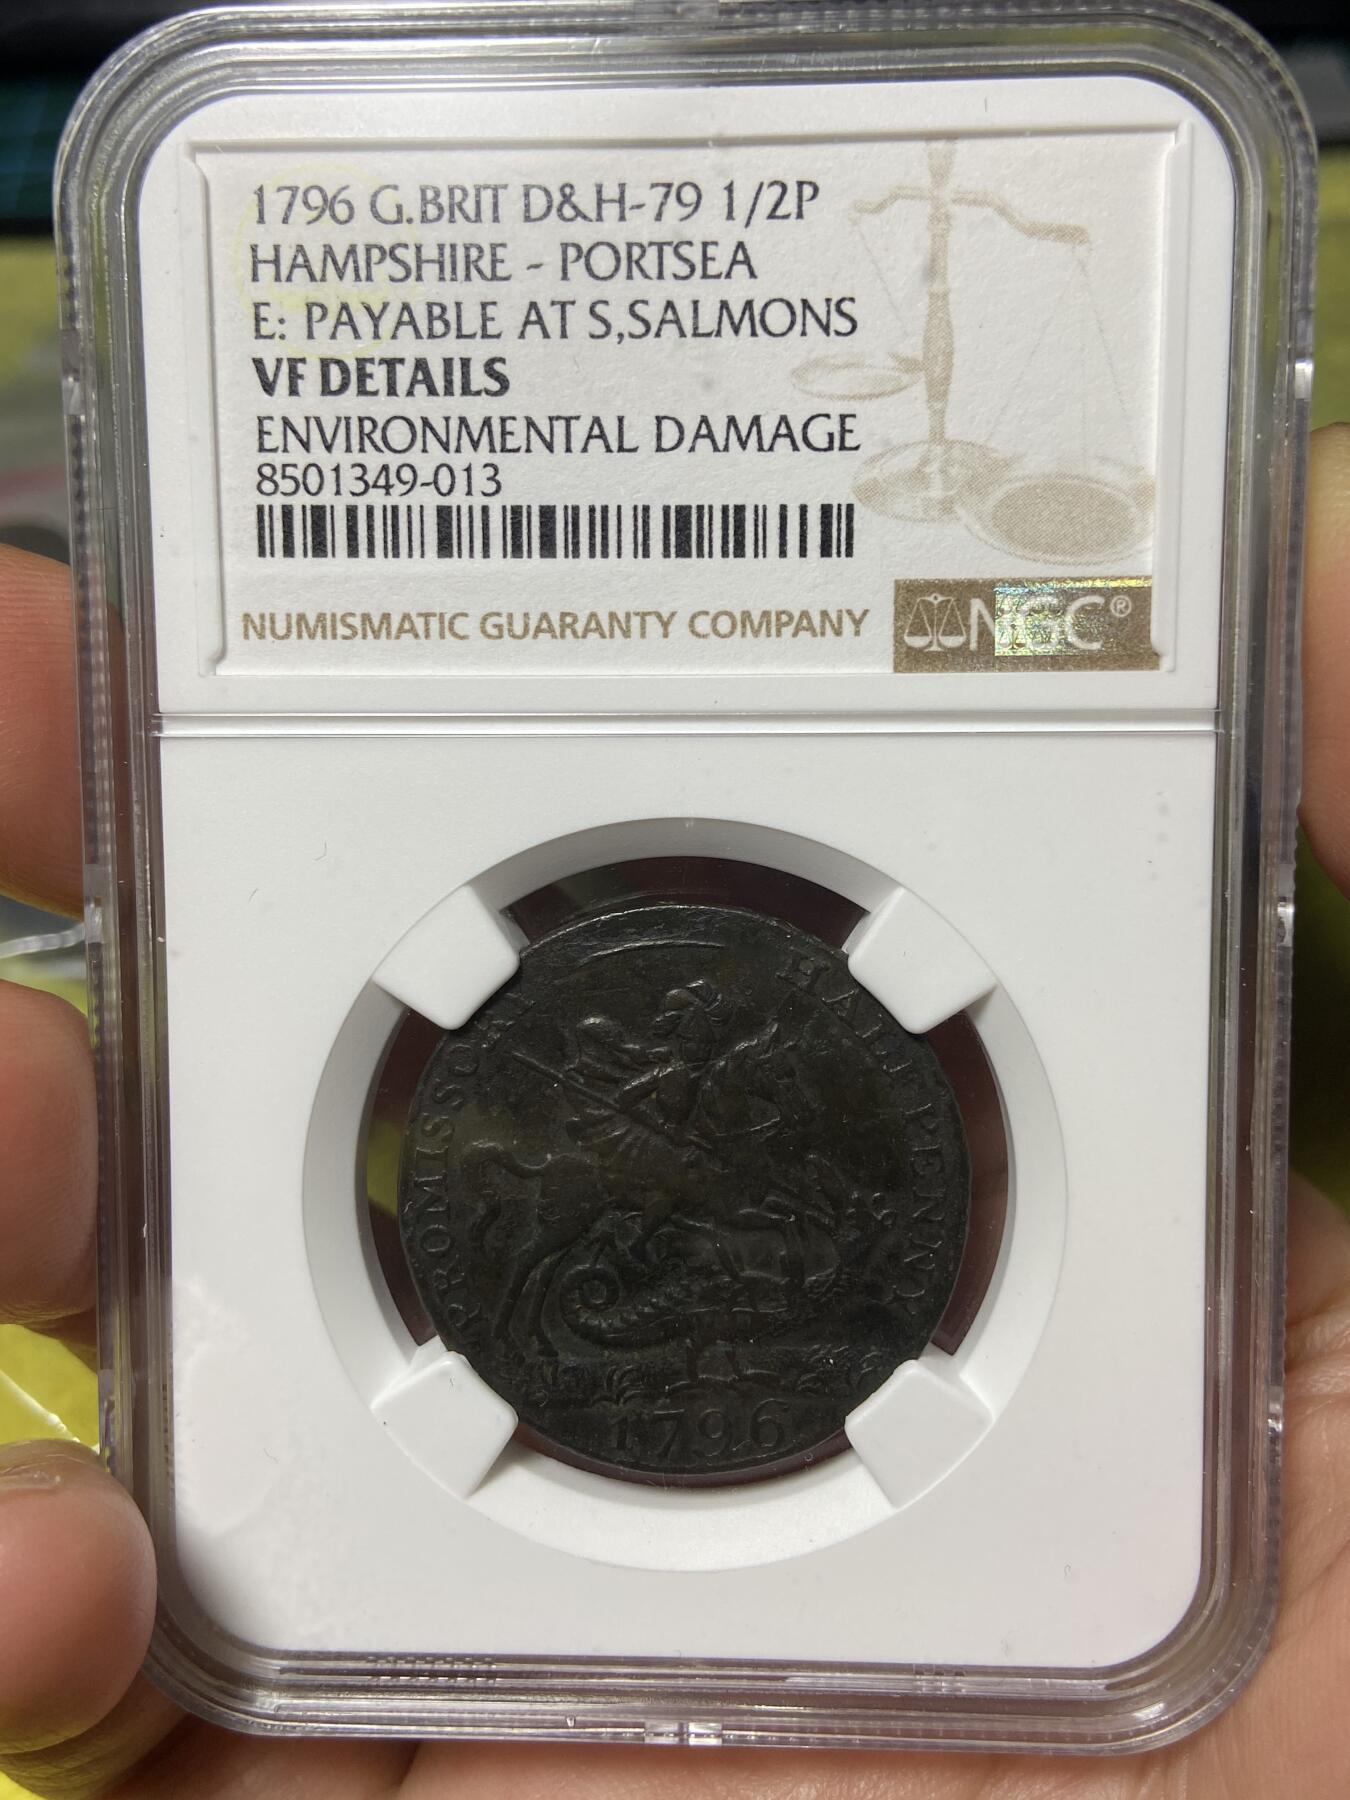 1796 G.BRIT D&H-79 1/2P
HAMPSHIRE - PORTSEA
E: PAYABLE AT S,SALMONS
VF DETAILS
ENVIRONMENTAL DAMAGE
8501349-013
NUMISMATIC GUARANTY COMPANY
NGC®
PROMISSORY HALFPENNY
1796